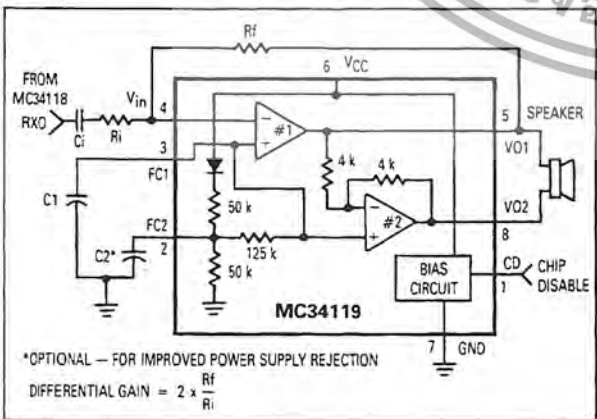 Rf
6 VCC
FROM
MC34118
RXO
Vin
4
Ci
Ri
#1
5
SPEAKER
VO1
3
FC1
C1
4 k
4 k
50 k
FC2
2
C2*
125 k
#2
VO2
8
50 k
BIAS
CIRCUIT
CD
1
CHIP
DISABLE
MC34119
7
GND
*OPTIONAL — FOR IMPROVED POWER SUPPLY REJECTION
DIFFERENTIAL GAIN = 2 x Rf
Ri